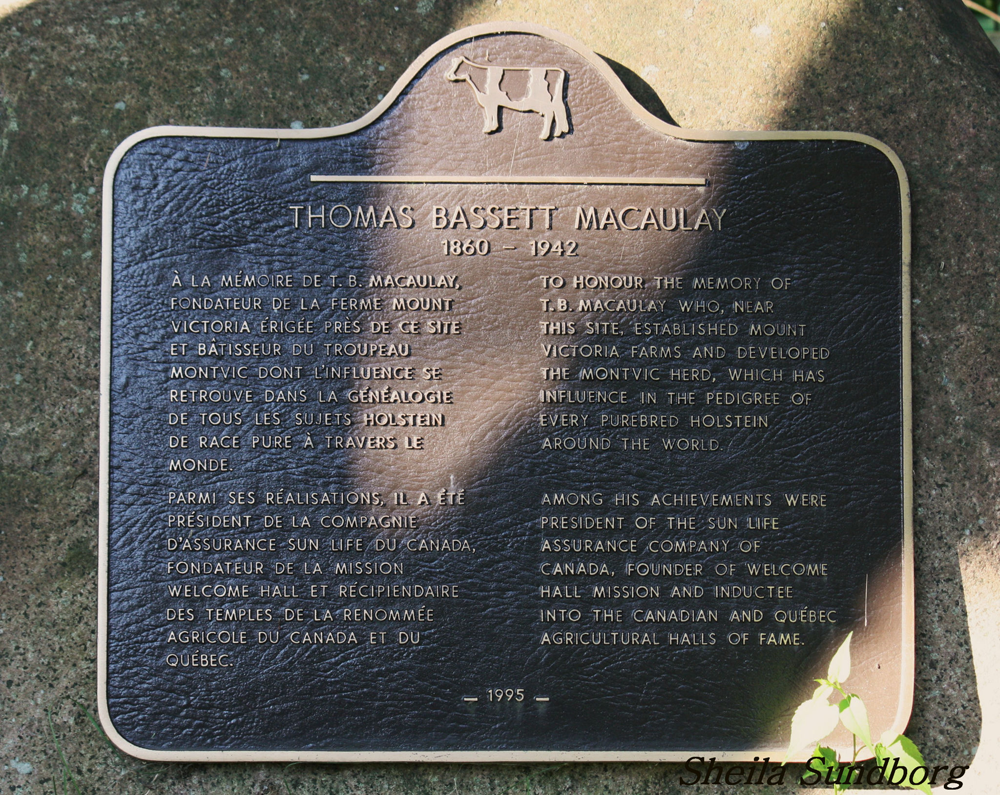 THOMAS BASSETT MACAULAY
1860 – 1942
À LA MÉMOIRE DE T. B. MACAULAY,
FONDATEUR DE LA FERME MOUNT
VICTORIA ÉRIGÉE PRÈS DE CE SITE
ET BÂTISSEUR DU TROUPEAU
MONTVIC DONT L'INFLUENCE SE
RETROUVE DANS LA GÉNÉALOGIE
DE TOUS LES SUJETS HOLSTEIN
DE RACE PURE À TRAVERS LE
MONDE.
PARMI SES RÉALISATIONS, IL A ÉTÉ
PRÉSIDENT DE LA COMPAGNIE
D'ASSURANCE SUN LIFE DU CANADA,
FONDATEUR DE LA MISSION
WELCOME HALL ET RÉCIPIENDAIRE
DES TEMPLES DE LA RENOMMÉE
AGRICOLE DU CANADA ET DU
QUÉBEC.
TO HONOUR THE MEMORY OF
T. B. MACAULAY WHO, NEAR
THIS SITE, ESTABLISHED MOUNT
VICTORIA FARMS AND DEVELOPED
THE MONTVIC HERD, WHICH HAS
INFLUENCE IN THE PEDIGREE OF
EVERY PUREBRED HOLSTEIN
AROUND THE WORLD.
AMONG HIS ACHIEVEMENTS WERE
PRESIDENT OF THE SUN LIFE
ASSURANCE COMPANY OF
CANADA, FOUNDER OF WELCOME
HALL MISSION AND INDUCTEE
INTO THE CANADIAN AND QUÉBEC
AGRICULTURAL HALLS OF FAME.
– 1995 –
Sheila Sundborg